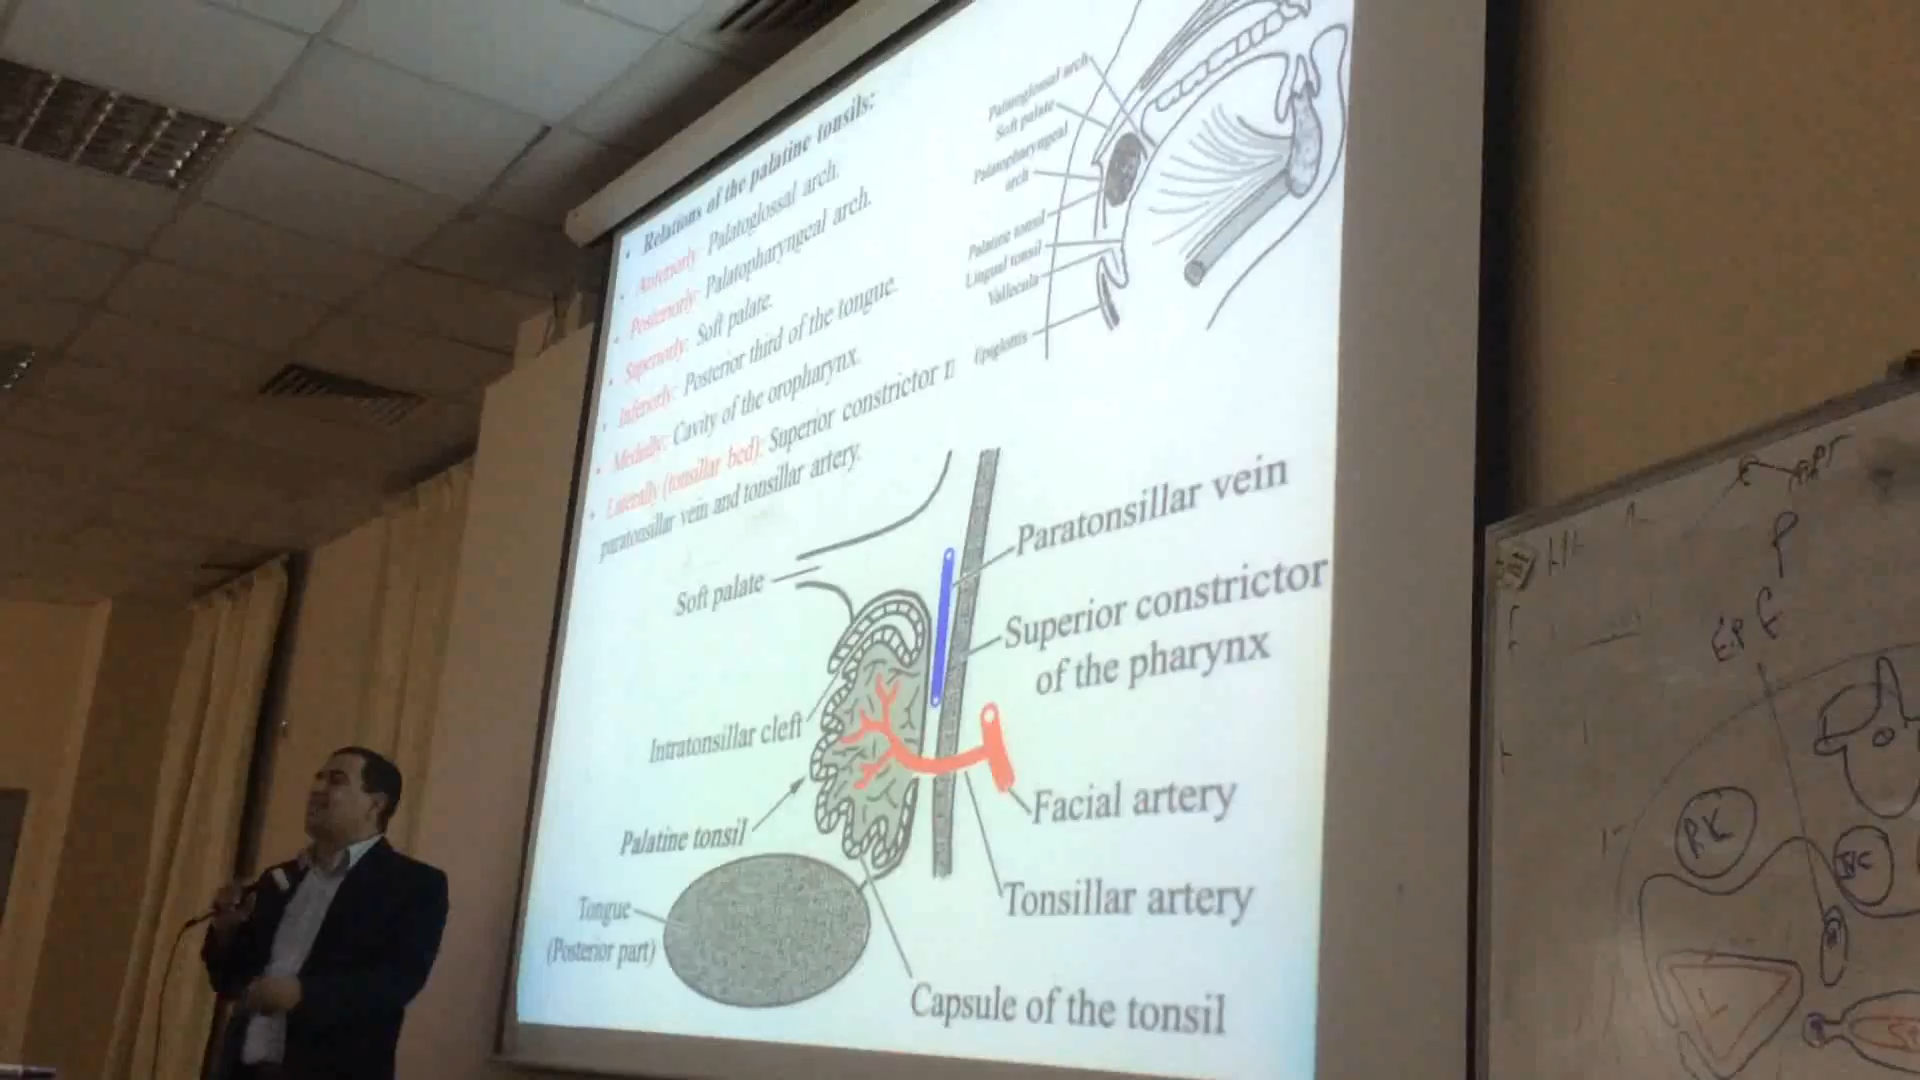 • Relations of the palatine tonsils:
• Anteriorly: Palatoglossal arch.
• Posteriorly: Palatopharyngeal arch.
• Superiorly: Soft palate.
• Inferiorly: Posterior third of the tongue.
• Medially: Cavity of the oropharynx.
• Laterally (tonsillar bed): Superior constrictor
paratonsillar vein and tonsillar artery.
Palatoglossal arch
Soft palate
Palatopharyngeal
arch
Palatine tonsil
Lingual tonsil
Vallecula
Epiglottis
Paratonsillar vein
Soft palate
Superior constrictor
of the pharynx
Intratonsillar cleft
Facial artery
Palatine tonsil
Tonsillar artery
Tongue
(Posterior part)
Capsule of the tonsil
P
RK
IVC
L